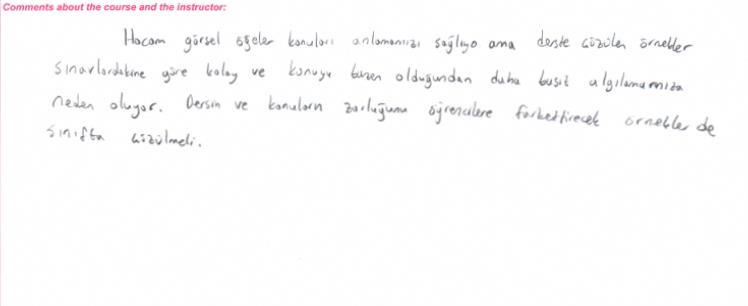 Comments about the course and the instructor:
Hocam görsel öğeler konuları anlamamızı sağlıyo ama derste çözülen örnekler
sınavlardakine göre kolay ve konuyu bazen olduğundan daha basit algılamamıza
neden oluyor. Dersin ve konuların zorluğunu öğrencilere farkettirecek örnekler de
sınıfta çözülmeli.